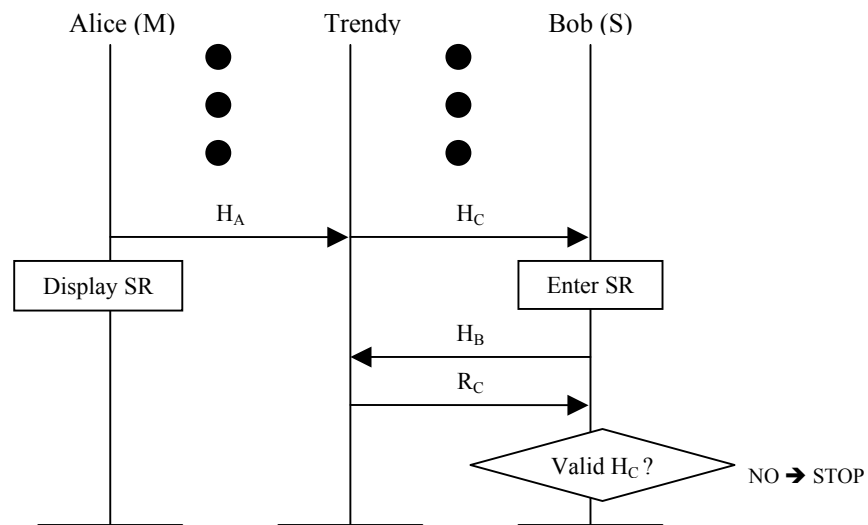 Alice (M) Trendy Bob (S)
H_A H_C
Display SR Enter SR
H_B
R_C
Valid H_C ?
NO ➔ STOP